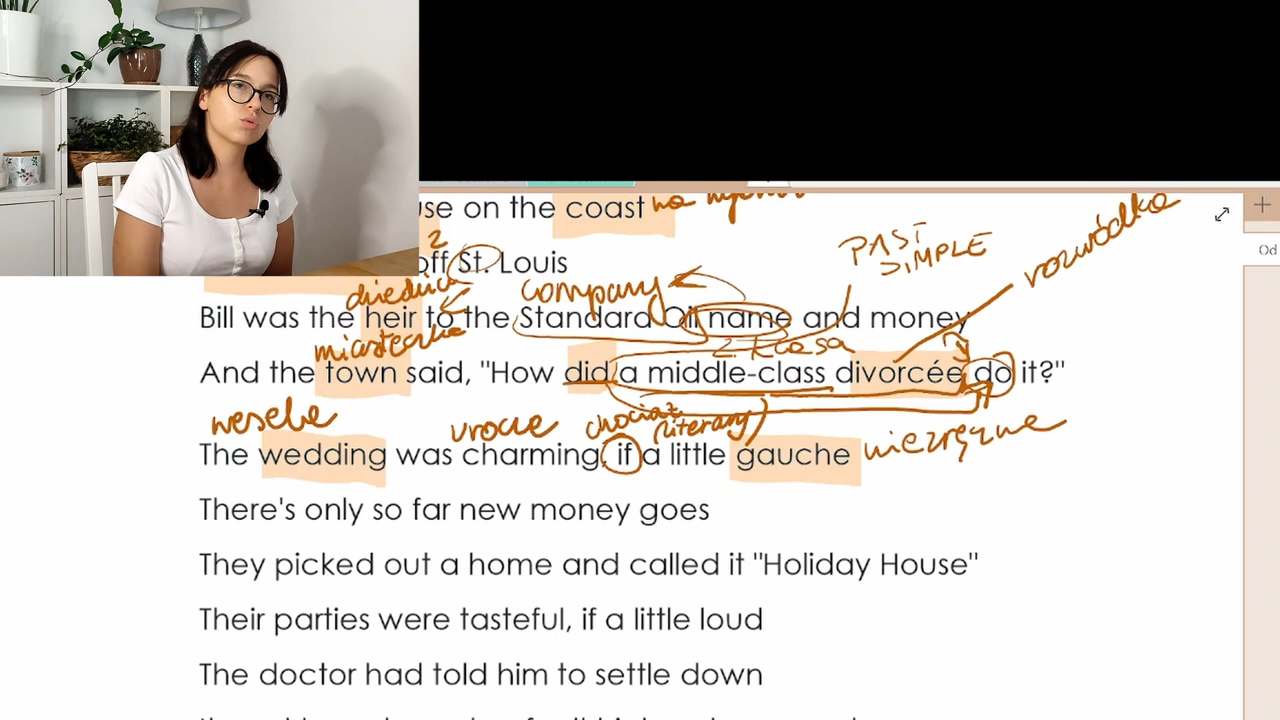 use on the coast na
2
off St. Louis
company
PAST
SIMPLE
rozwódka
Bill was the heir to the Standard Oil name and money
miasteczko
2. klasa
And the town said, "How did a middle-class divorcée do it?"
wesele
urocze
chociaż
(literary)
niezręczne
The wedding was charming, if a little gauche
There's only so far new money goes
They picked out a home and called it "Holiday House"
Their parties were tasteful, if a little loud
The doctor had told him to settle down
Od